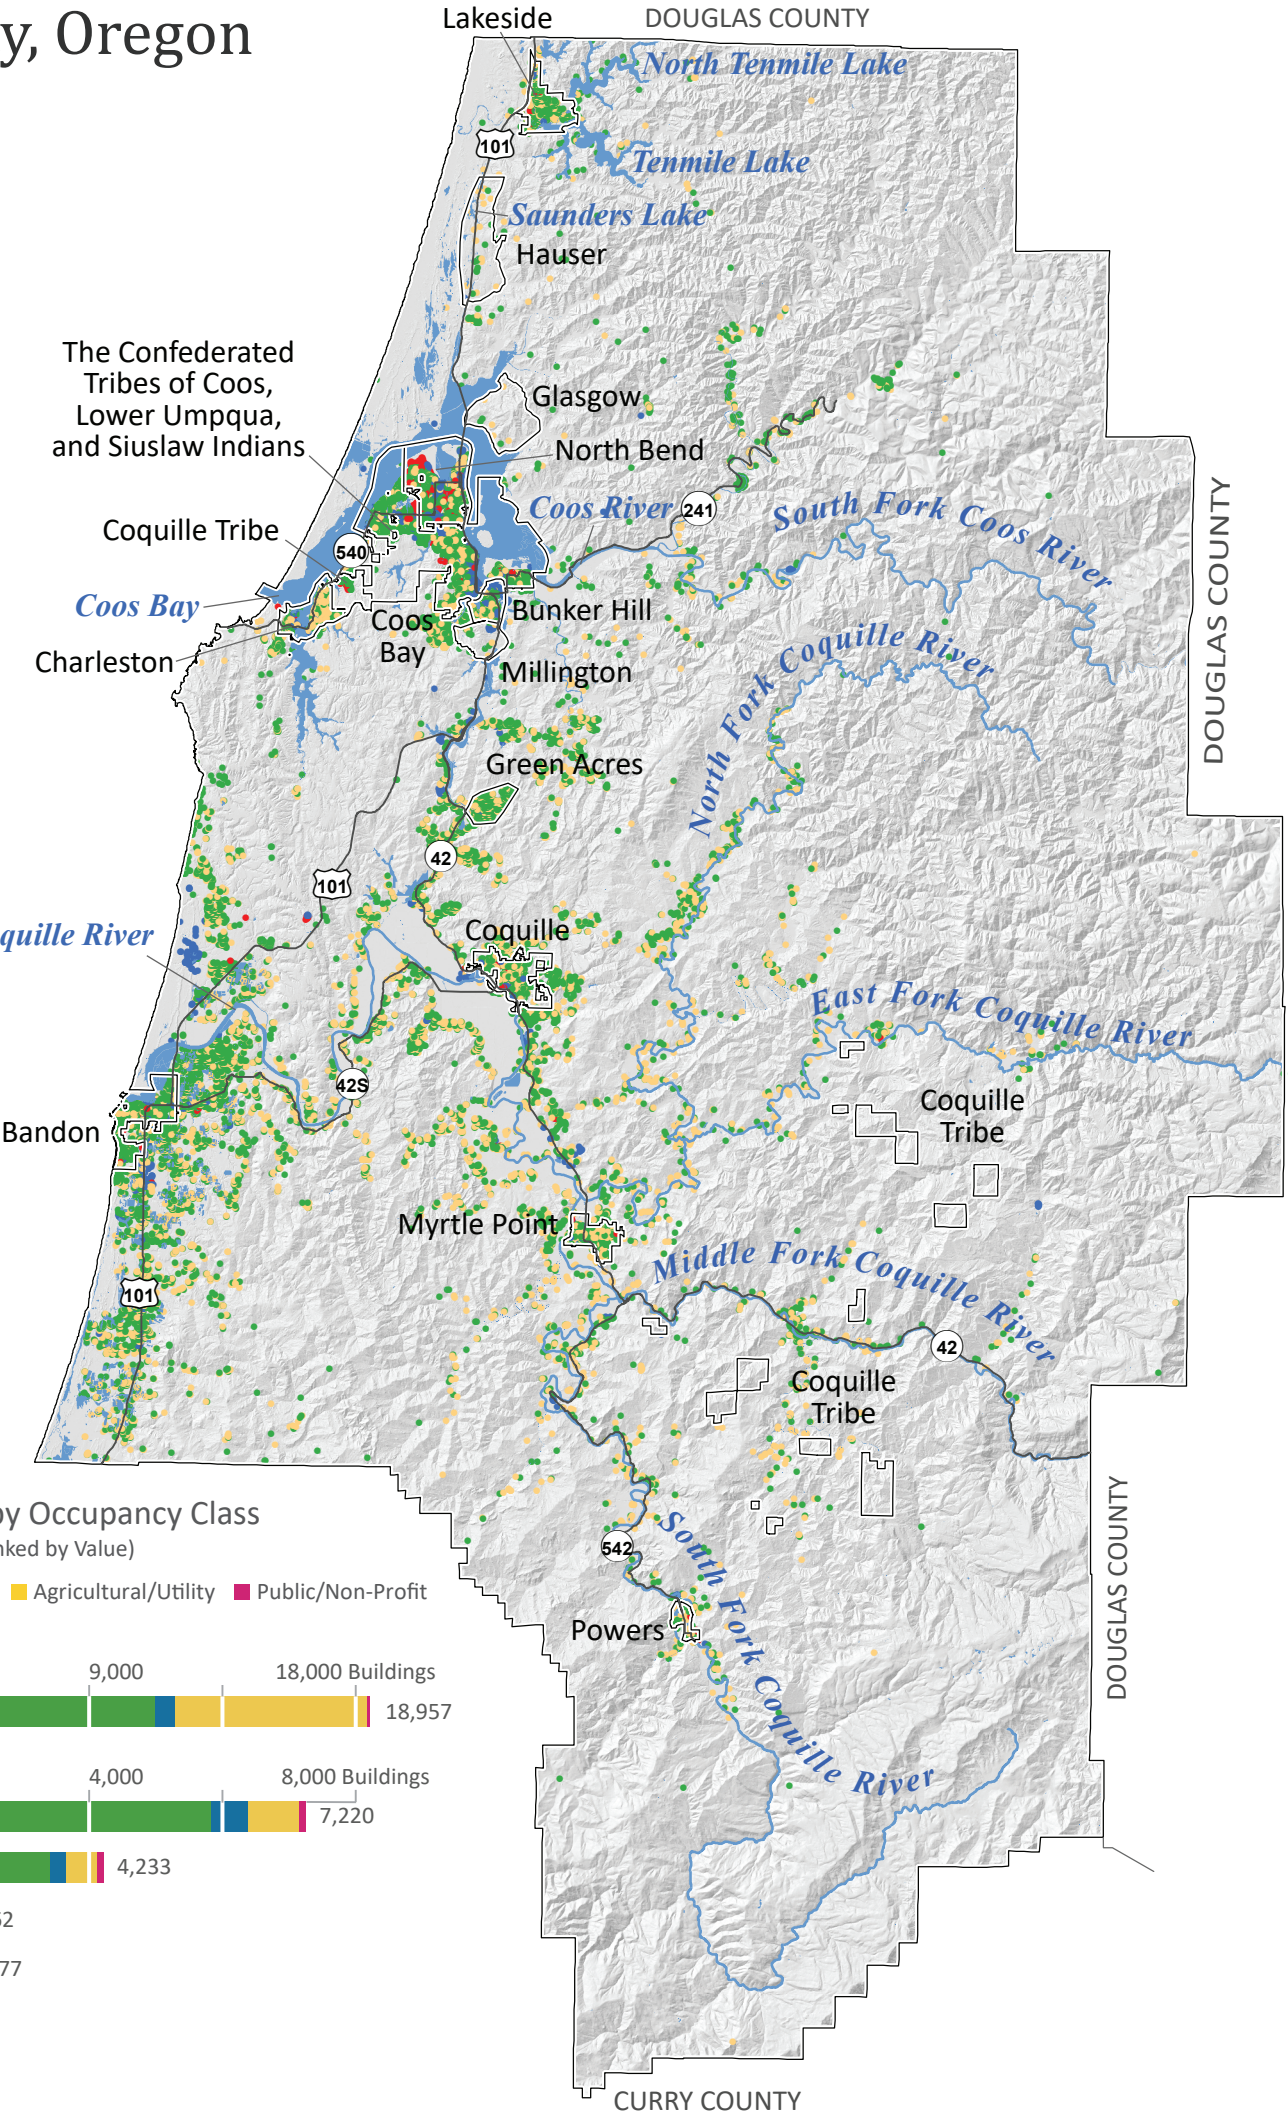 y, Oregon
Lakeside
DOUGLAS COUNTY
North Tenmile Lake
101
Tenmile Lake
Saunders Lake
Hauser
The Confederated
Tribes of Coos,
Lower Umpqua,
and Siuslaw Indians
Glasgow
North Bend
Coos River
241
South Fork Coos River
DOUGLAS COUNTY
Coquille Tribe
540
Coos Bay
Coos
Bay
Bunker Hill
Charleston
Millington
North Fork Coquille River
Green Acres
42
101
Coquille
quille River
East Fork Coquille River
42S
Coquille
Tribe
Bandon
Myrtle Point
Middle Fork Coquille River
101
42
Coquille
Tribe
by Occupancy Class
nked by Value)
Agricultural/Utility
Public/Non-Profit
542
South Fork Coquille River
DOUGLAS COUNTY
Powers
9,000
18,000 Buildings
18,957
4,000
8,000 Buildings
7,220
4,233
52
77
CURRY COUNTY